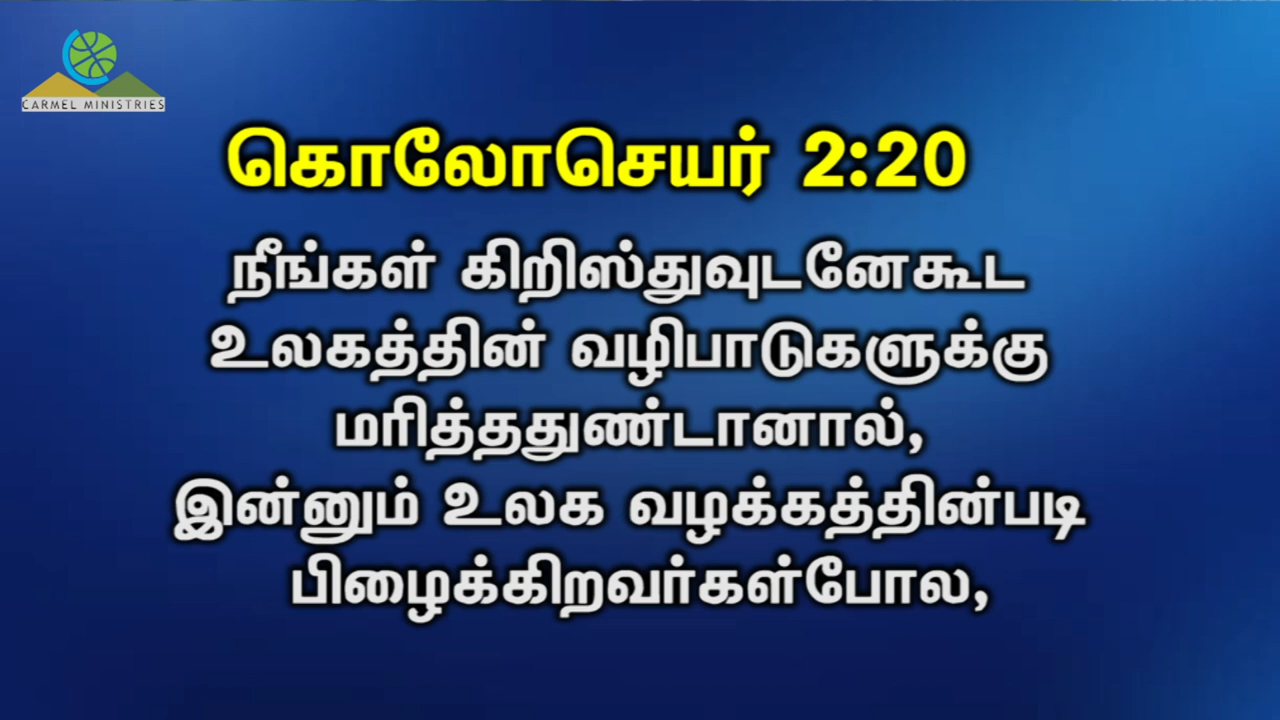 CARMEL MINISTRIES
கொலோசெயர் 2:20
நீங்கள் கிறிஸ்துவுடனேகூட
உலகத்தின் வழிபாடுகளுக்கு
மரித்ததுண்டானால்,
இன்னும் உலக வழக்கத்தின்படி
பிழைக்கிறவர்கள்போல,